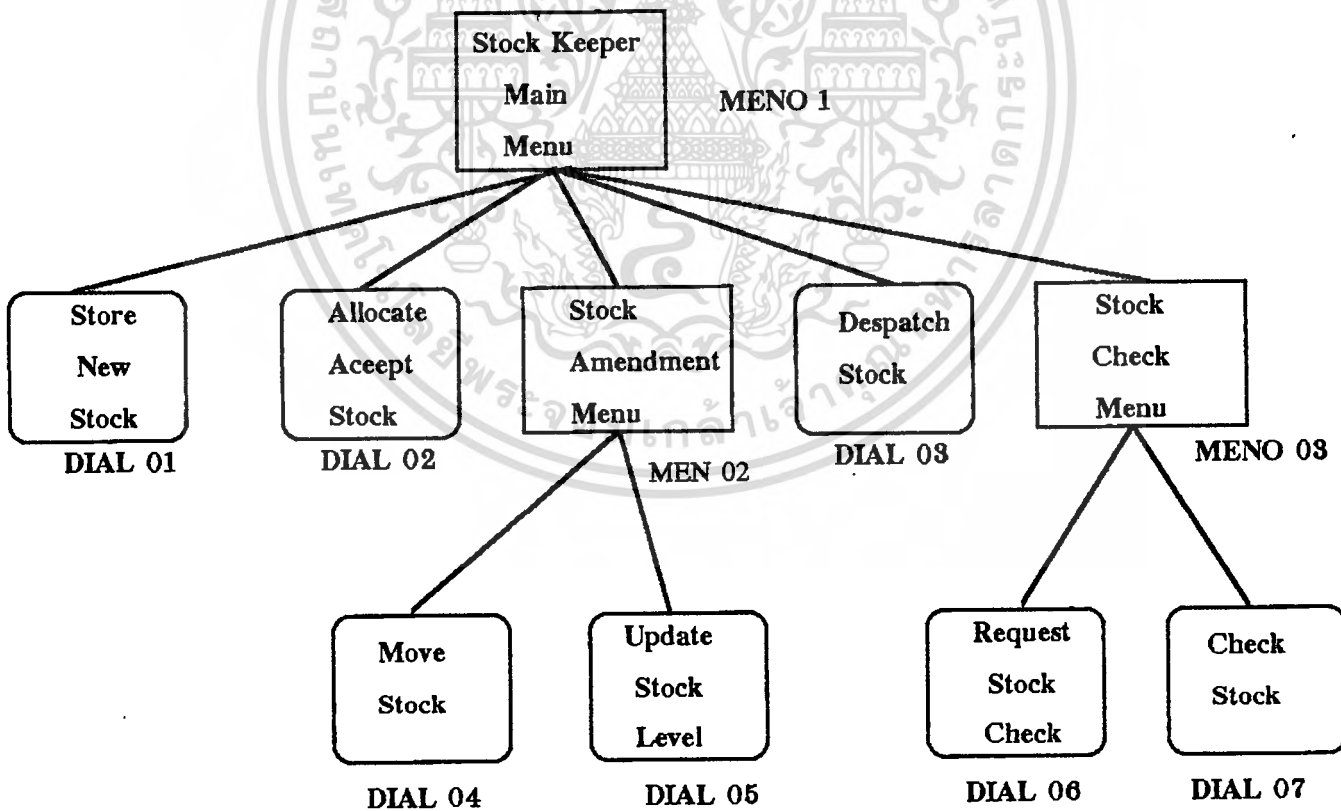 Stock Keeper
Main
Menu
MENO 1
Store
New
Stock
DIAL 01
Allocate
Aceept
Stock
DIAL 02
Stock
Amendment
Menu
MEN 02
Despatch
Stock
DIAL 03
Stock
Check
Menu
MENO 03
Move
Stock
DIAL 04
Update
Stock
Level
DIAL 05
Request
Stock
Check
DIAL 06
Check
Stock
DIAL 07